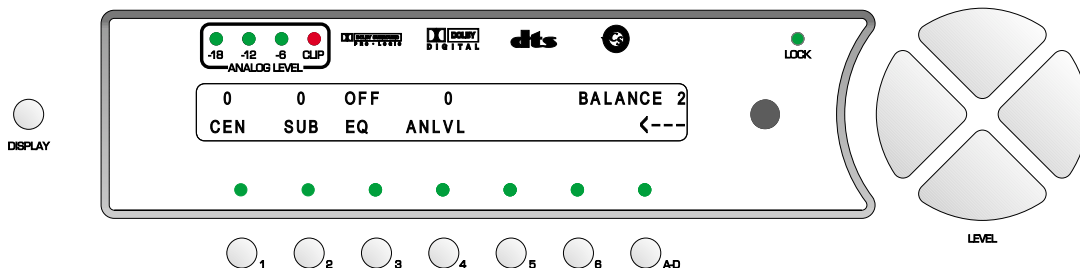 -18 -12 -6 CLIP
ANALOG LEVEL
DOLBY SURROUND
PRO·LOGIC
DOLBY
DIGITAL
dts
LOCK
0 0 OFF 0 BALANCE 2
CEN SUB EQ ANLVL <---
DISPLAY
1 2 3 4 5 6 A-D
LEVEL